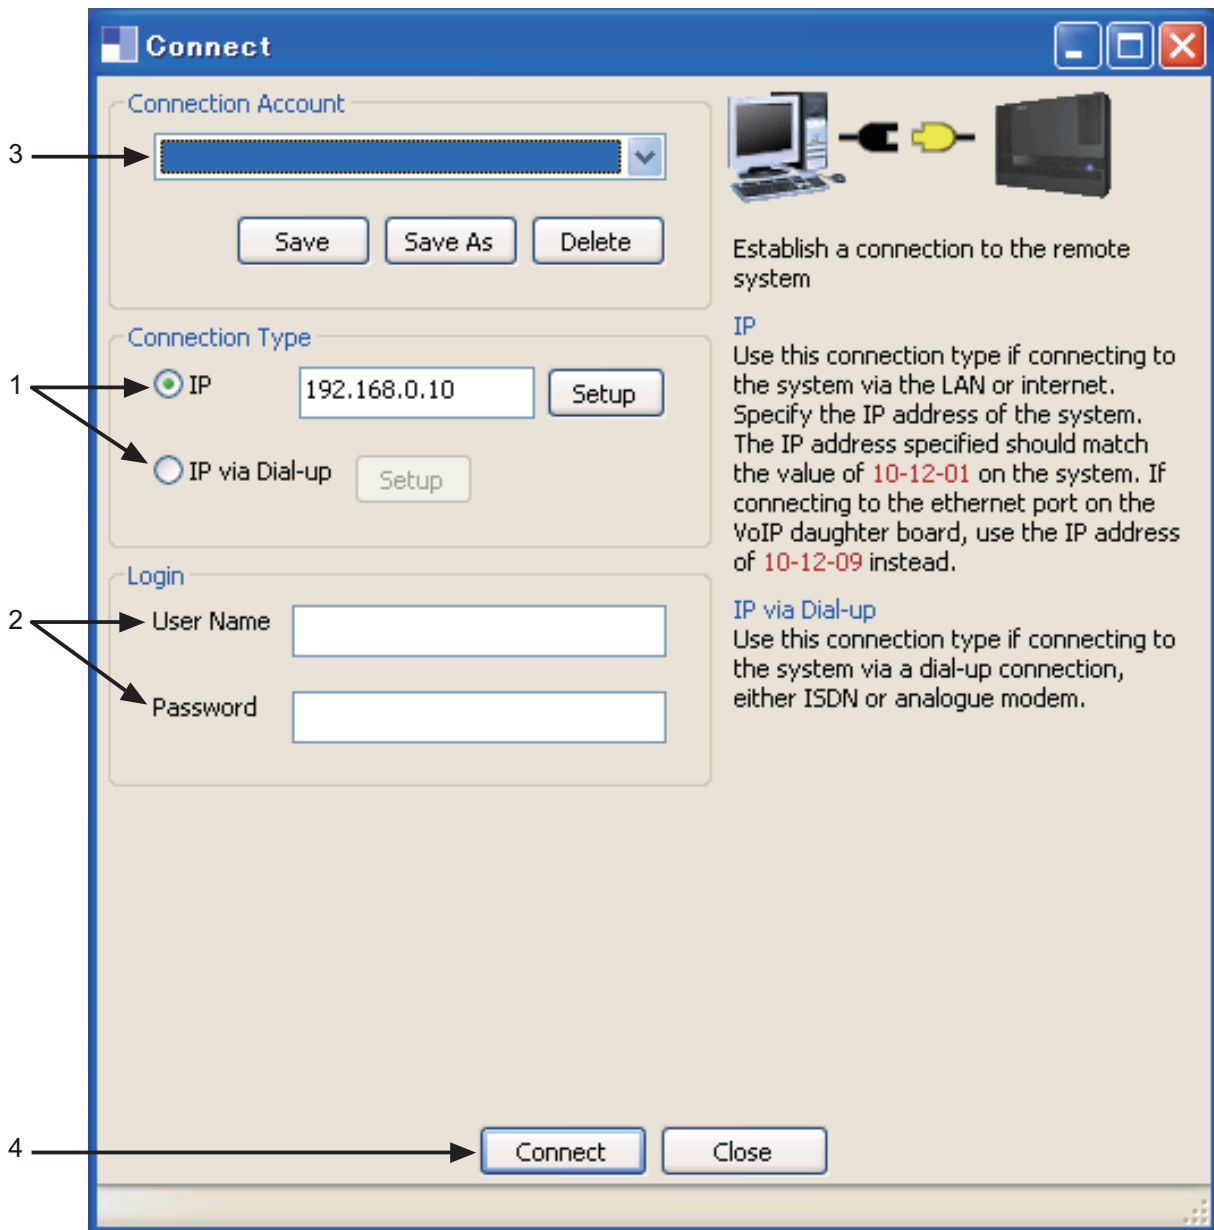 Connect
Connection Account
3
Save
Save As
Delete
Connection Type
1
IP
192.168.0.10
Setup
IP via Dial-up
Setup
Login
2
User Name
Password
Establish a connection to the remote
system
IP
Use this connection type if connecting to
the system via the LAN or internet.
Specify the IP address of the system.
The IP address specified should match
the value of 10-12-01 on the system. If
connecting to the ethernet port on the
VoIP daughter board, use the IP address
of 10-12-09 instead.
IP via Dial-up
Use this connection type if connecting to
the system via a dial-up connection,
either ISDN or analogue modem.
4
Connect
Close